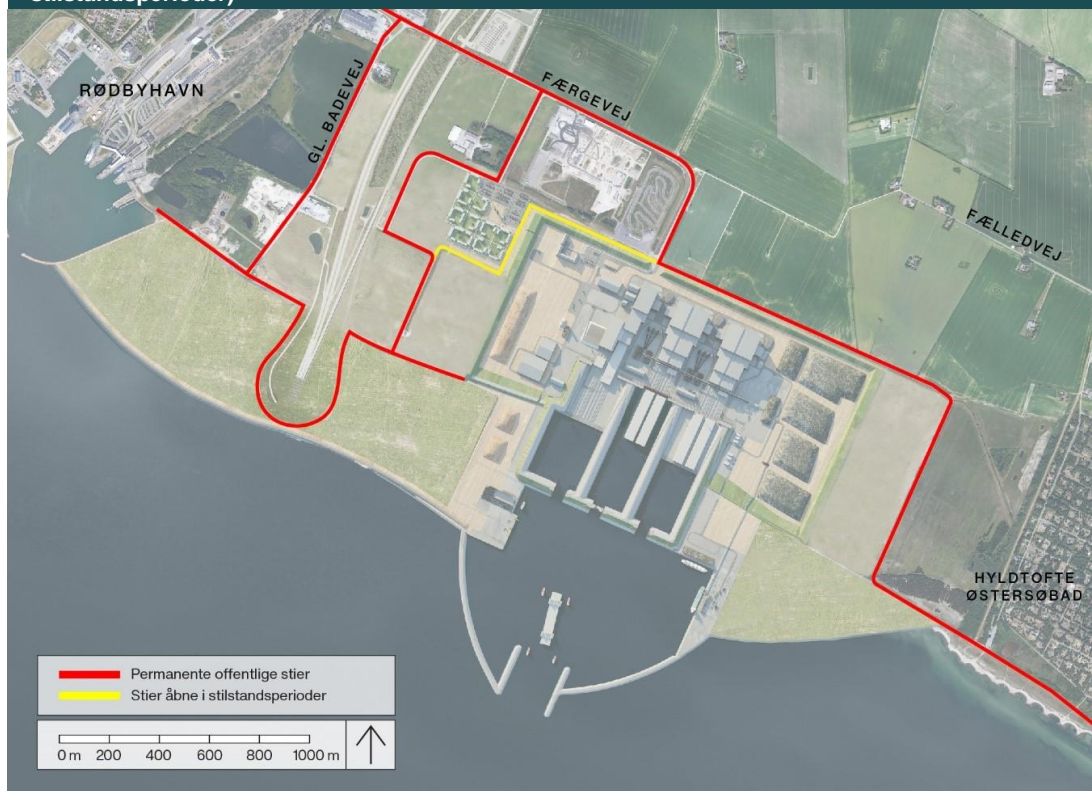 stilstandsperioder)
RØDBYHAVN
GL. BADEVEJ
FÆRGEVEJ
FÆLLEDVEJ
HYLDTOFTE
ØSTERSØBAD
Permanente offentlige stier
Stier åbne i stilstandsperioder
0 m 200 400 600 800 1000 m